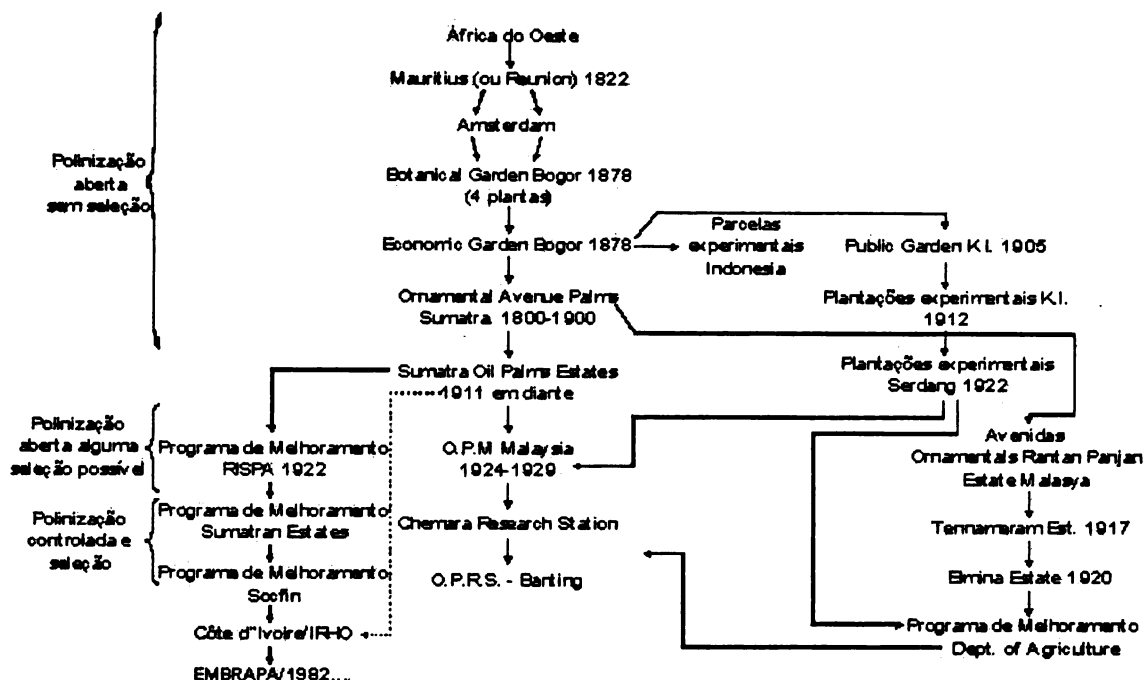 África do Oeste
Mauritius (ou Reunion) 1822
Amsterdam
Botanical Garden Bogor 1878
(4 plantas)
Economic Garden Bogor 1878
Parcelas
experimentais
Indonesia
Public Garden K.I. 1905
Ornamental Avenue Palms
Sumatra 1800-1900
Plantações experimentais K.I.
1912
Polinização
aberta
sem seleção
Sumatra Oil Palms Estates
1911 em diante
Plantações experimentais
Serdang 1922
Polinização
aberta alguma
seleção possível
Programa de Melhoramento
RISPA 1922
O.P.M Malaysia
1924-1929
Avenidas
Ornamentals Rantan Panjan
Estate Malasya
Polinização
controlada e
seleção
Programa de Melhoramento
Sumatran Estates
Chemara Research Station
Tennamaram Est. 1917
Programa de Melhoramento
Socfin
O.P.R.S. - Banting
Elmina Estate 1920
Côte d''Ivoire/IRHO
Programa de Melhoramento
Dept. of Agriculture
EMBRAPA/1982....